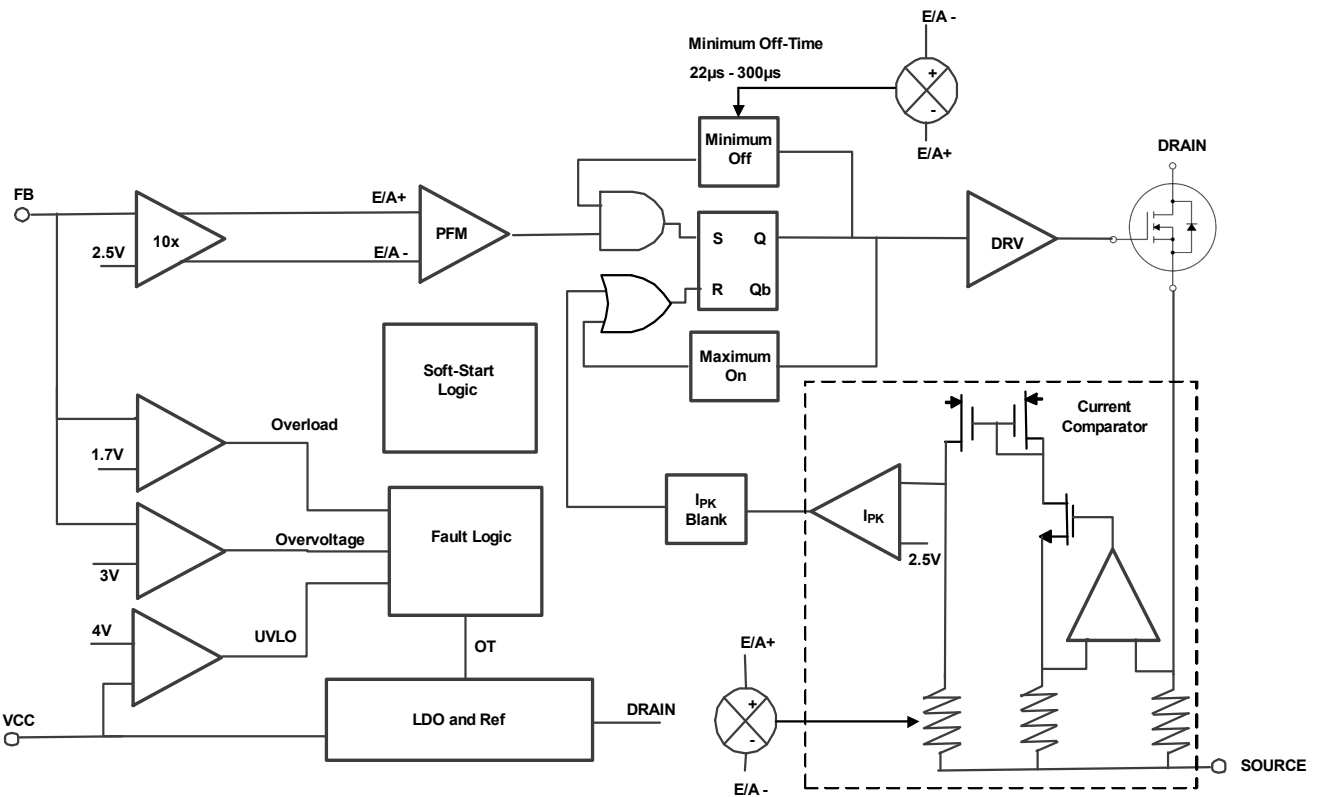 E/A -
Minimum Off-Time
22µs - 300µs
+
-
E/A+
Minimum
Off
DRAIN
FB
E/A+
10x
PFM
2.5V
E/A -
S Q
R Qb
DRV
Soft-Start
Logic
Maximum
On
Current
Comparator
Overload
1.7V
IPK
Blank
IPK
2.5V
Fault Logic
Overvoltage
3V
4V
UVLO
OT
E/A+
VCC
LDO and Ref
DRAIN
+
-
E/A -
SOURCE